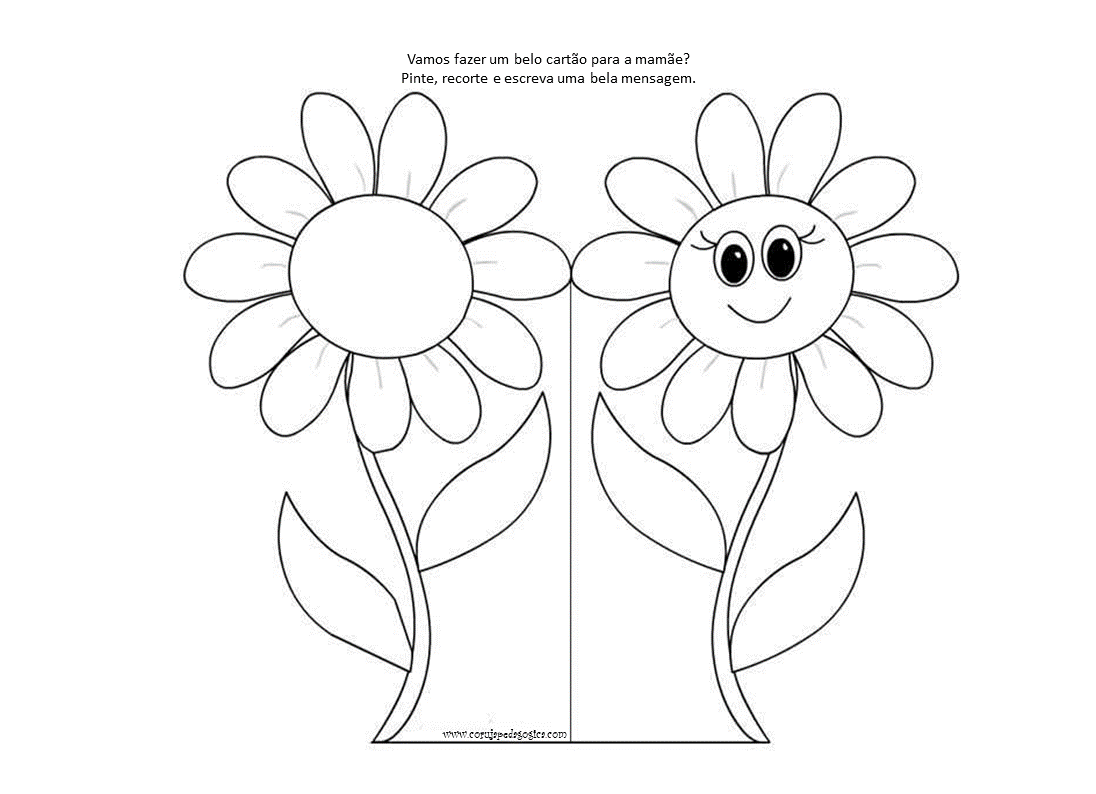 Vamos fazer um belo cartão para a mamãe?
Pinte, recorte e escreva uma bela mensagem.
www.corujapedagogica.com